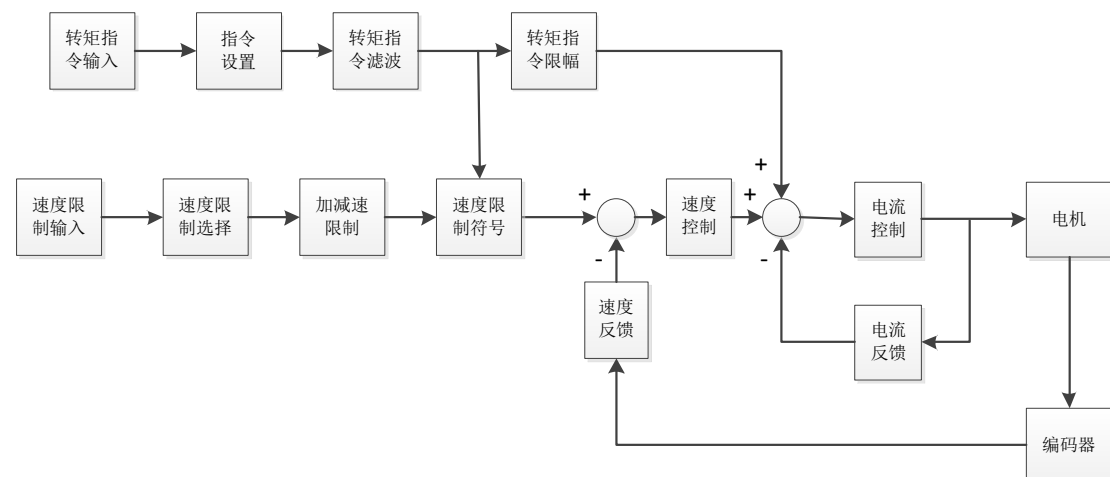 转矩指
令输入
指令
设置
转矩指
令滤波
转矩指
令限幅
速度限
制输入
速度限
制选择
加减速
限制
速度限
制符号
+
-
速度
控制
+
+
-
电流
控制
电机
速度
反馈
电流
反馈
编码器